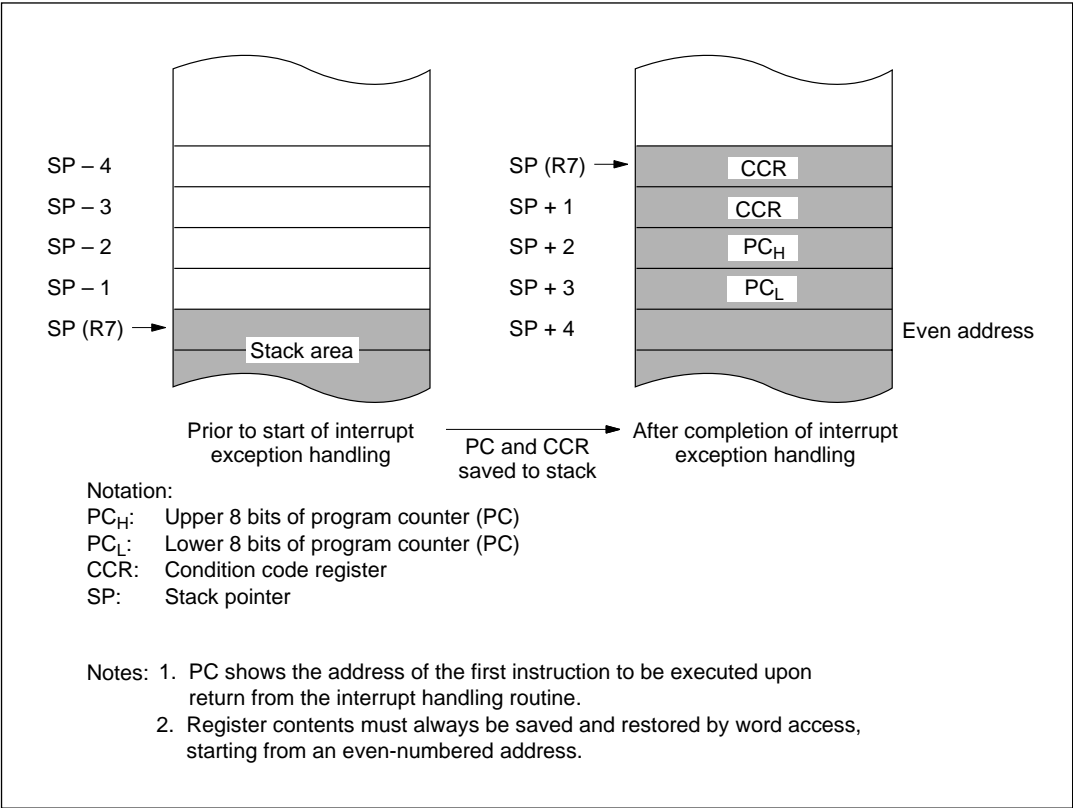 SP – 4
SP – 3
SP – 2
SP – 1
SP (R7)
Stack area
SP (R7)
SP + 1
SP + 2
SP + 3
SP + 4
CCR
CCR
PCH
PCL
Even address
Prior to start of interrupt
exception handling
PC and CCR
saved to stack
After completion of interrupt
exception handling
Notation:
PCH: Upper 8 bits of program counter (PC)
PCL: Lower 8 bits of program counter (PC)
CCR: Condition code register
SP: Stack pointer
Notes: 1. PC shows the address of the first instruction to be executed upon
return from the interrupt handling routine.
2. Register contents must always be saved and restored by word access,
starting from an even-numbered address.